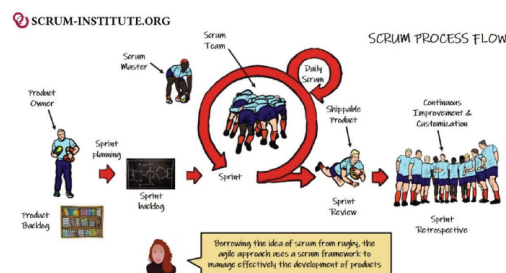 SCRUM-INSTITUTE.ORG
SCRUM PROCESS FLOW
Scrum
Team
Scrum
Master
Daily
Scrum
Product
Owner
Shippable
Product
Continuous
Improvement &
Customization
Sprint
planning
Sprint
Sprint
backlog
Sprint
Review
Sprint
Retrospective
Product
Backlog
Borrowing the idea of scrum from rugby, the
agile approach uses a scrum framework to
manage effectively the development of products